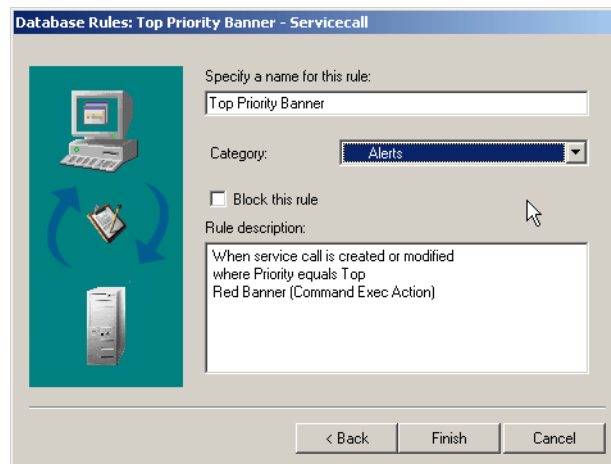 Database Rules: Top Priority Banner - Servicecall
Specify a name for this rule:
Top Priority Banner
Category:
Alerts
Block this rule
Rule description:
When service call is created or modified
where Priority equals Top
Red Banner (Command Exec Action)
< Back
Finish
Cancel